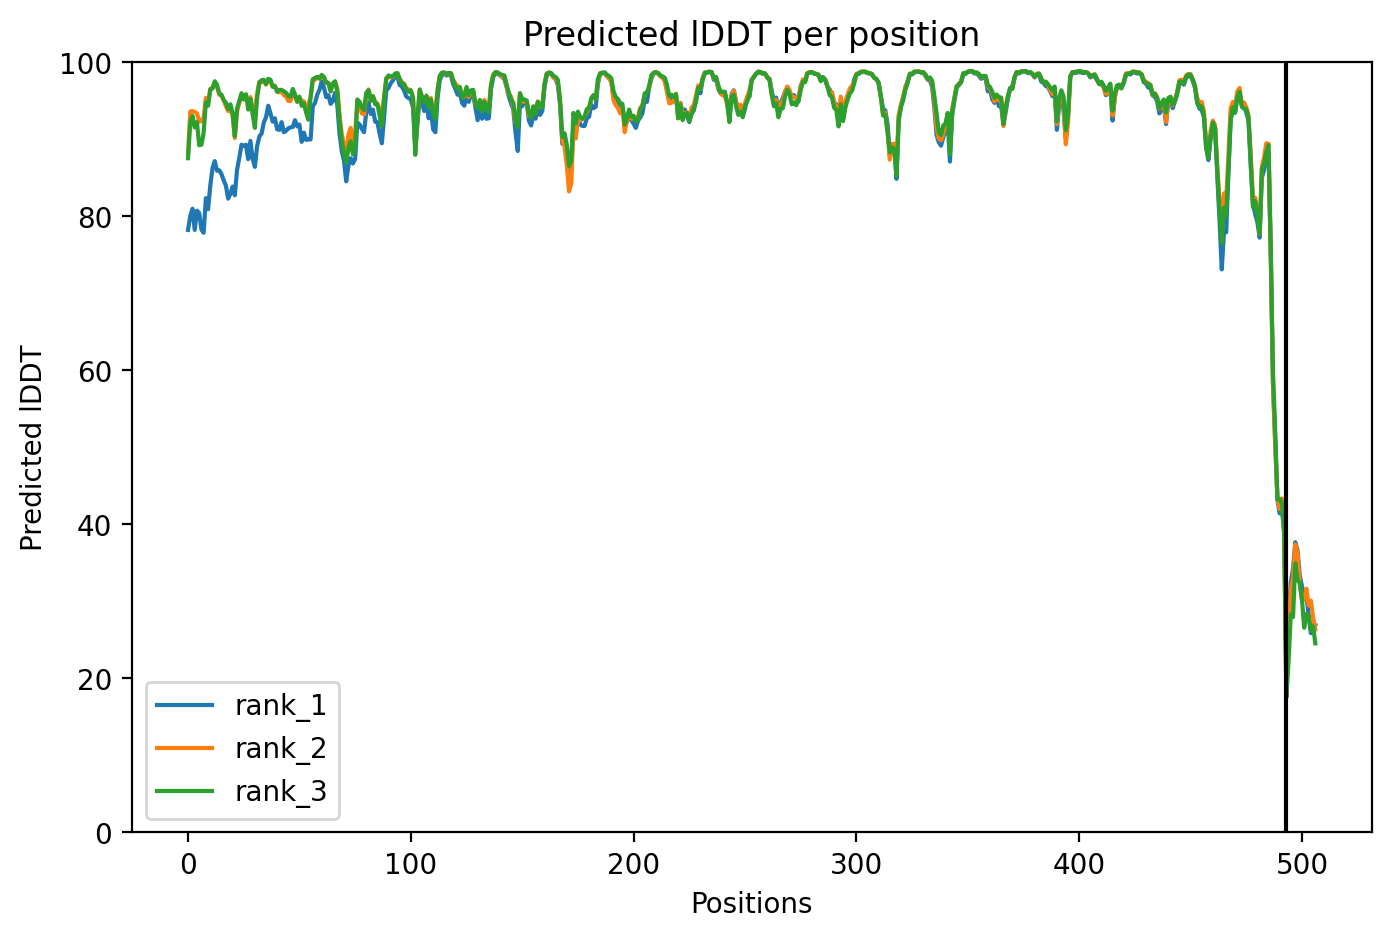 Predicted lDDT per position
100
80
60
40
20
0
Predicted lDDT
rank_1
rank_2
rank_3
0 100 200 300 400 500
Positions